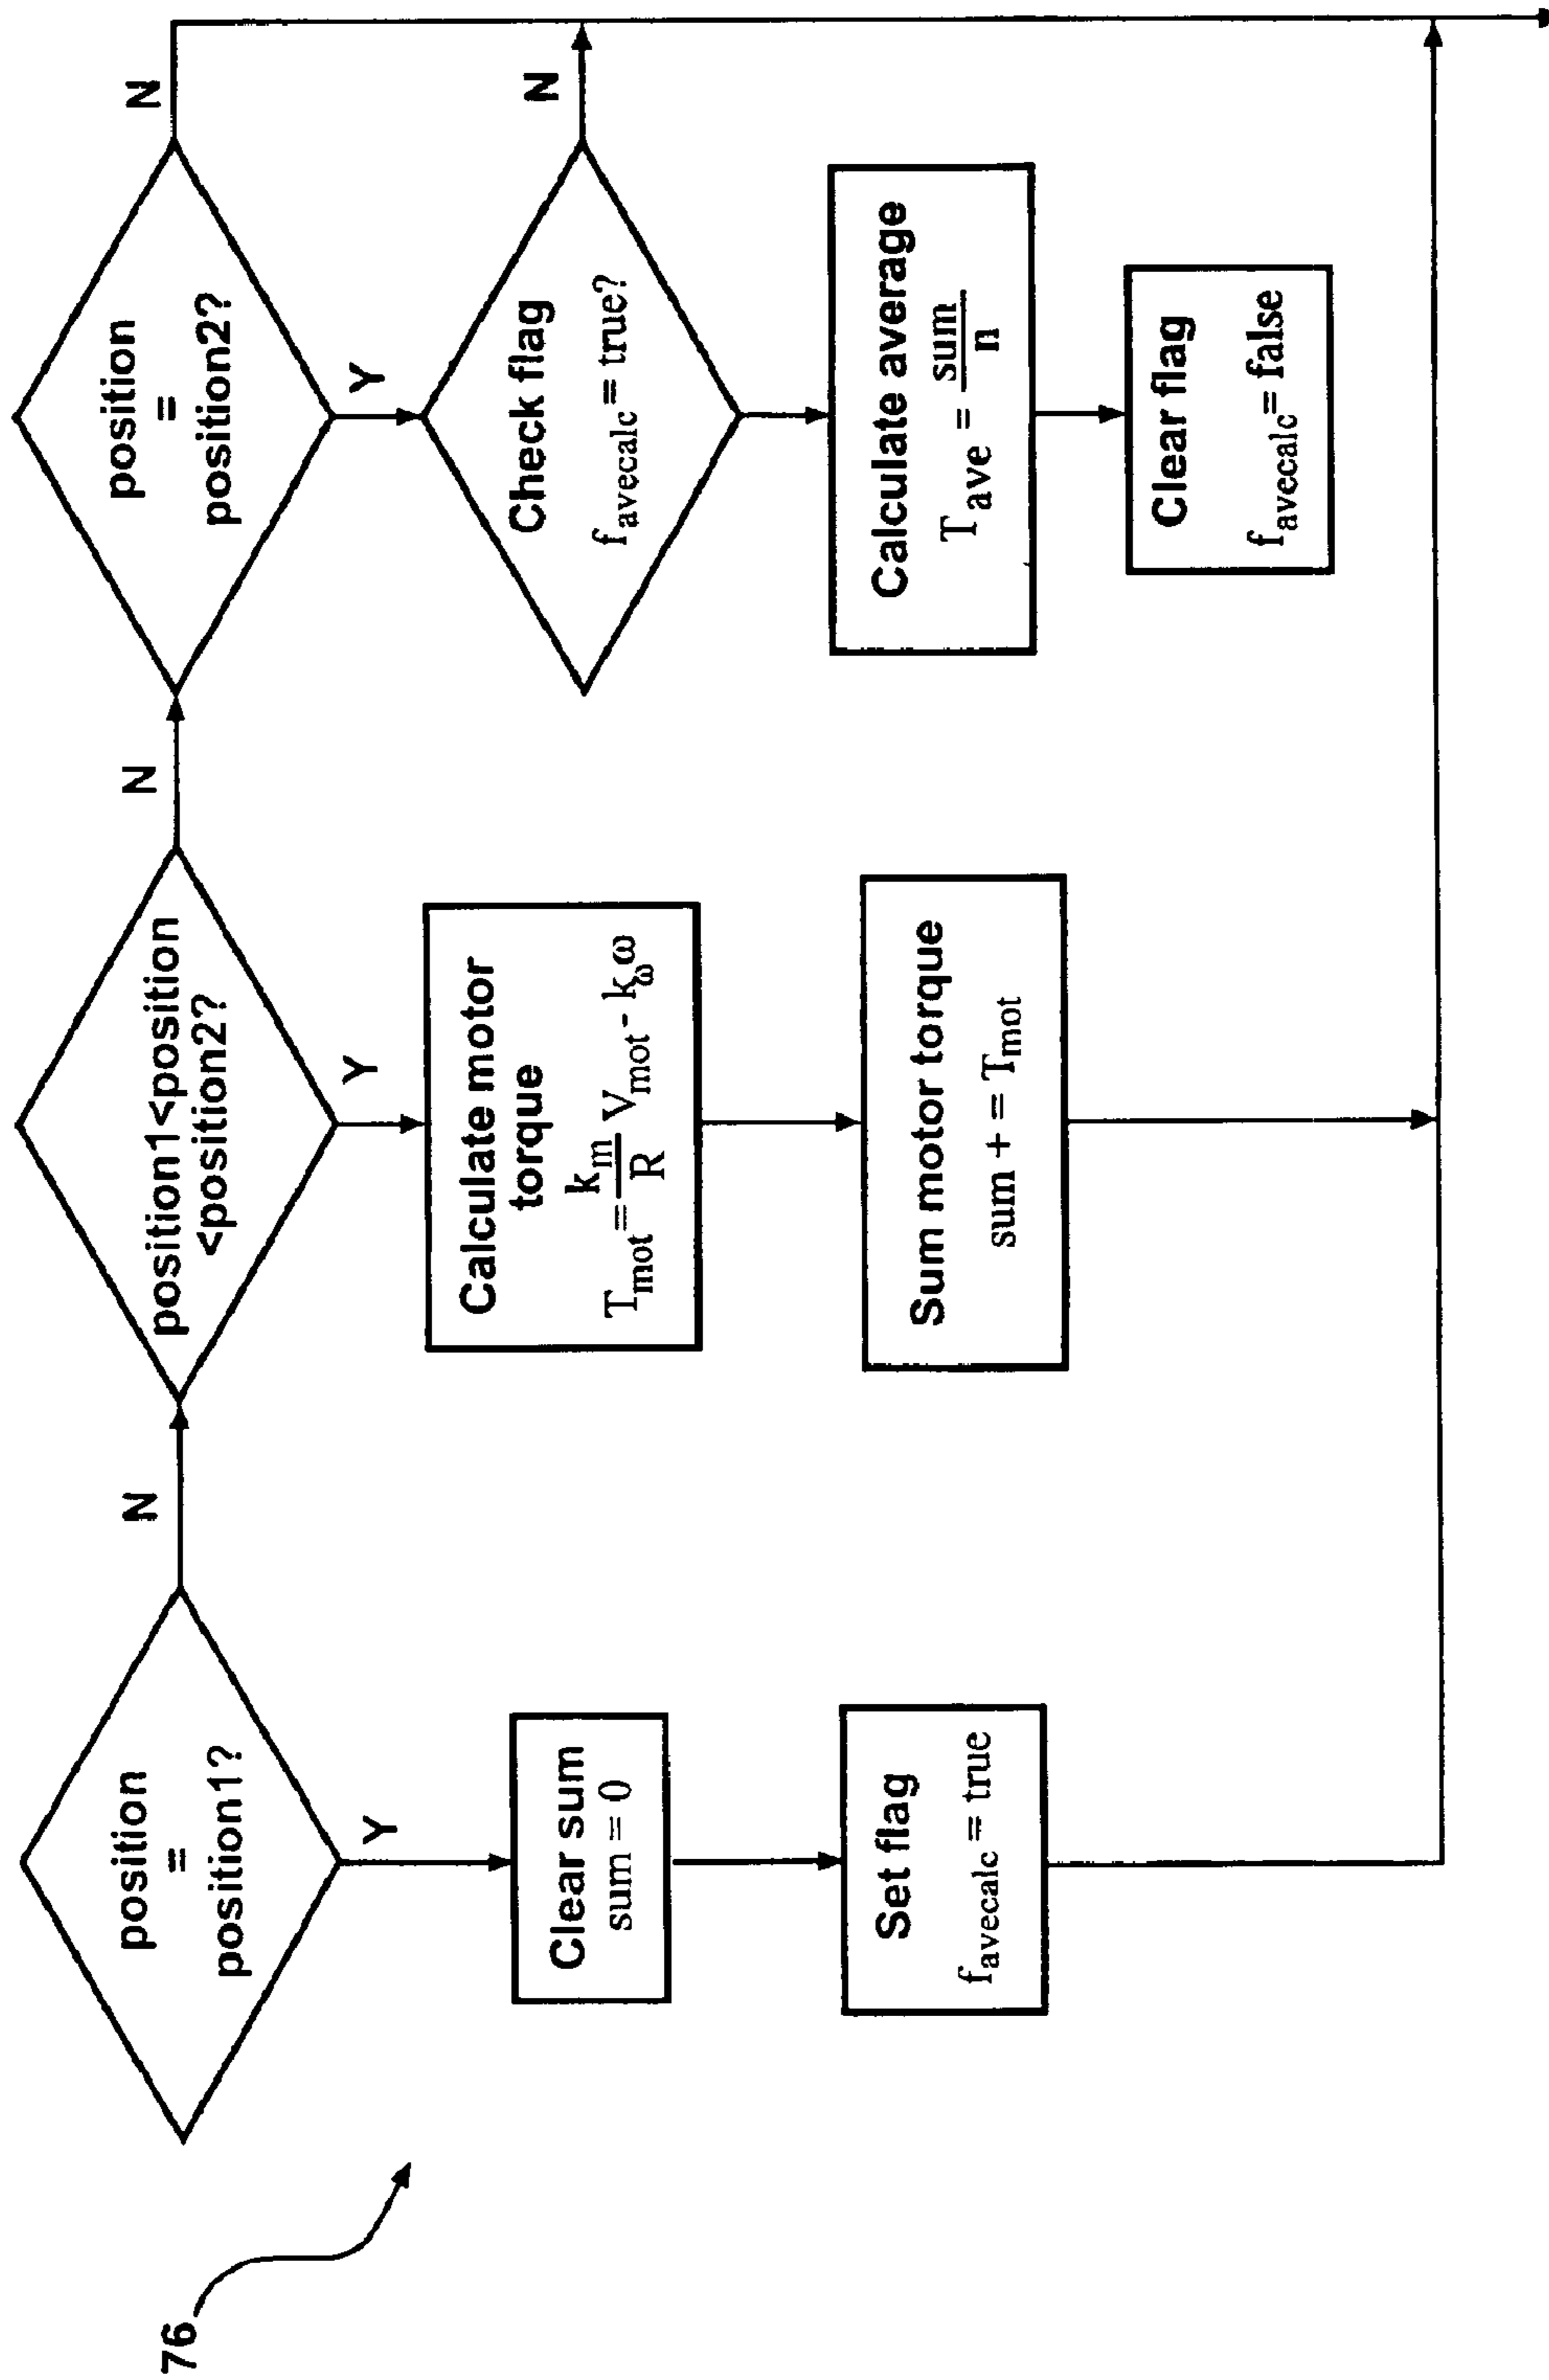 76
position
=
position1?
N
Y
Clear sum
sum = 0
Set flag
f_avecalc = true
position1<position
<position2?
N
Y
Calculate motor
torque
T_mot = k_m/R V_mot - k_ω ω
Sum motor torque
sum + = T_mot
position
=
position2?
N
Y
Check flag
f_avecalc = true?
N
Calculate average
T_ave = sum/n
Clear flag
f_avecalc = false